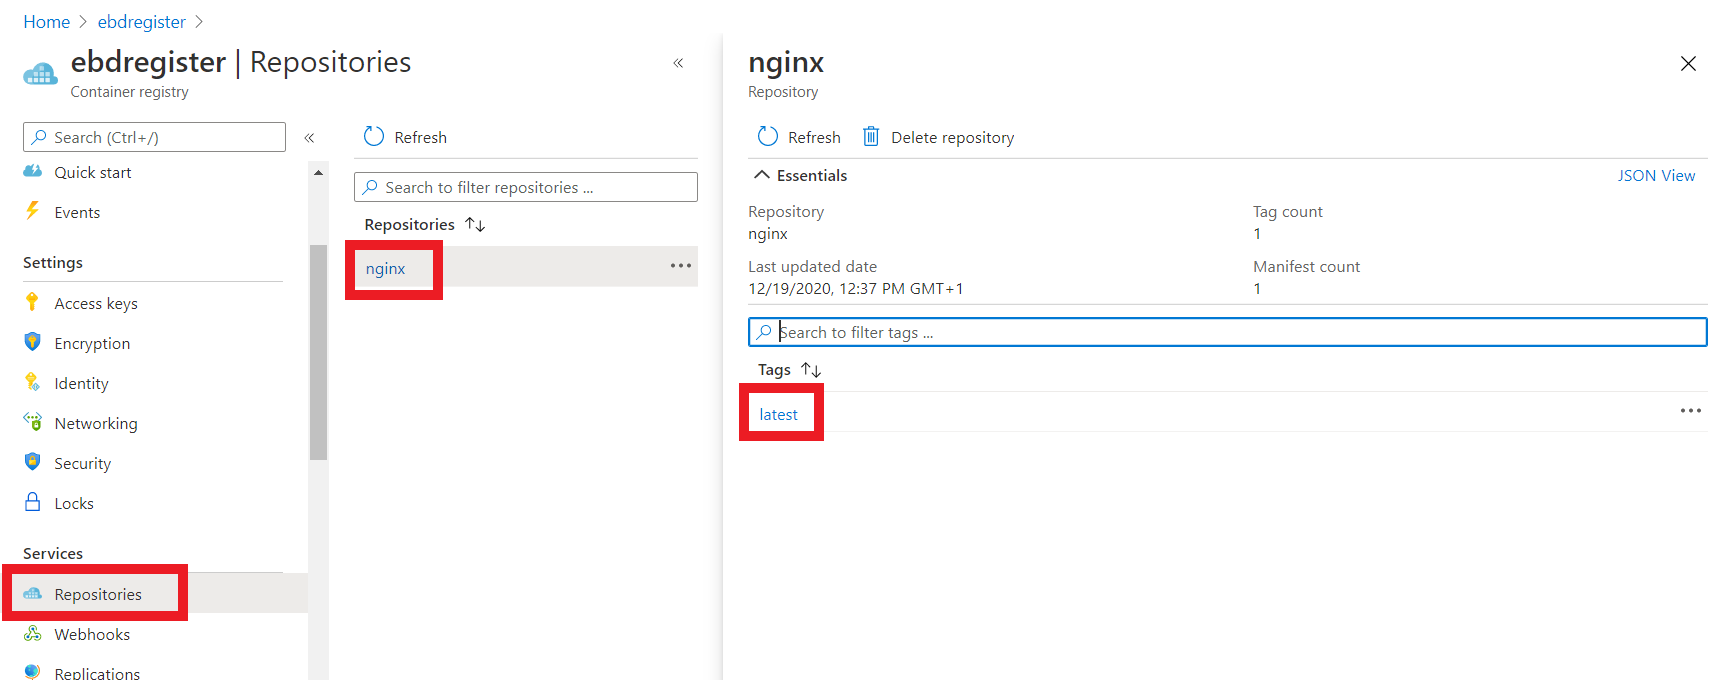 Home > ebdregister >
ebdregister | Repositories
Container registry
«
Search (Ctrl+/)
«
Quick start
Events
Settings
Access keys
Encryption
Identity
Networking
Security
Locks
Services
Repositories
Webhooks
Replications
Refresh
Search to filter repositories ...
Repositories ↑↓
nginx
nginx
Repository
Refresh
Delete repository
Essentials
JSON View
Repository
nginx
Tag count
1
Last updated date
12/19/2020, 12:37 PM GMT+1
Manifest count
1
Search to filter tags ...
Tags ↑↓
latest